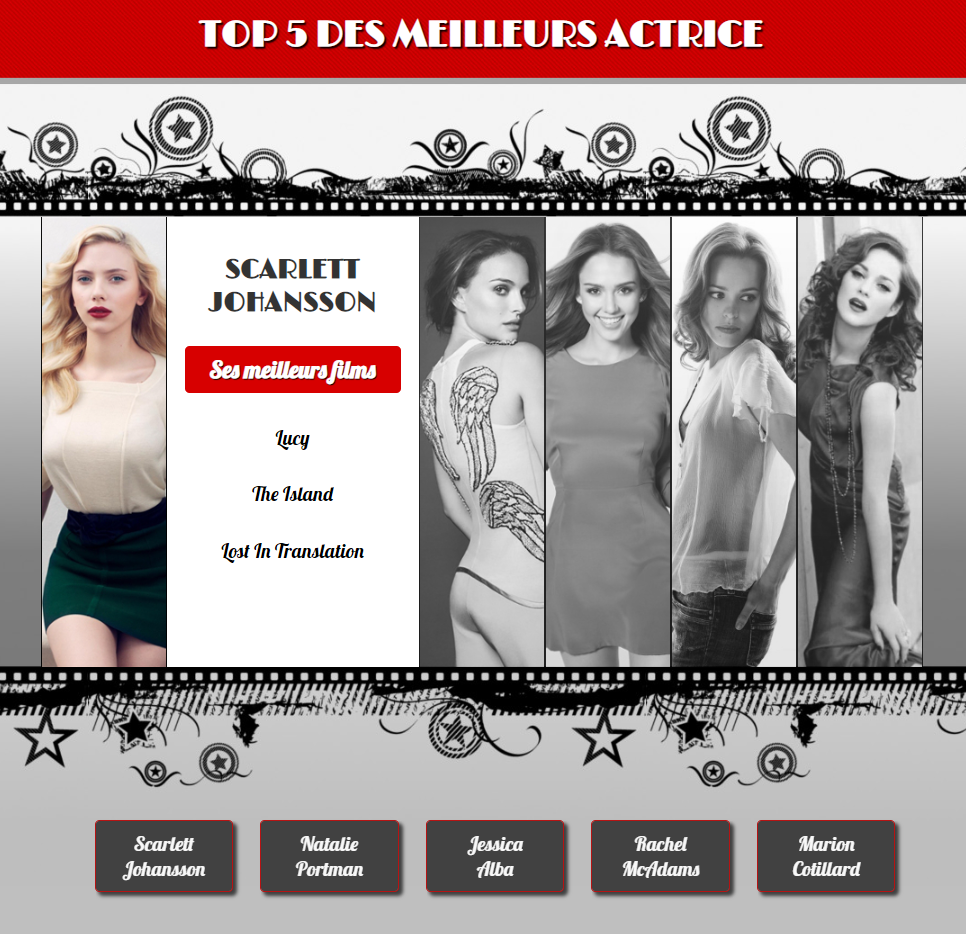 TOP 5 DES MEILLEURS ACTRICE
SCARLETT
JOHANSSON
Ses meilleurs films
Lucy
The Island
Lost In Translation
Scarlett
Johansson
Natalie
Portman
Jessica
Alba
Rachel
McAdams
Marion
Cotillard